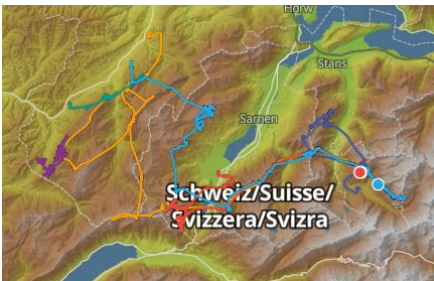 Horw
Stans
Sarnen
Schweiz/Suisse/
Svizzera/Svizra